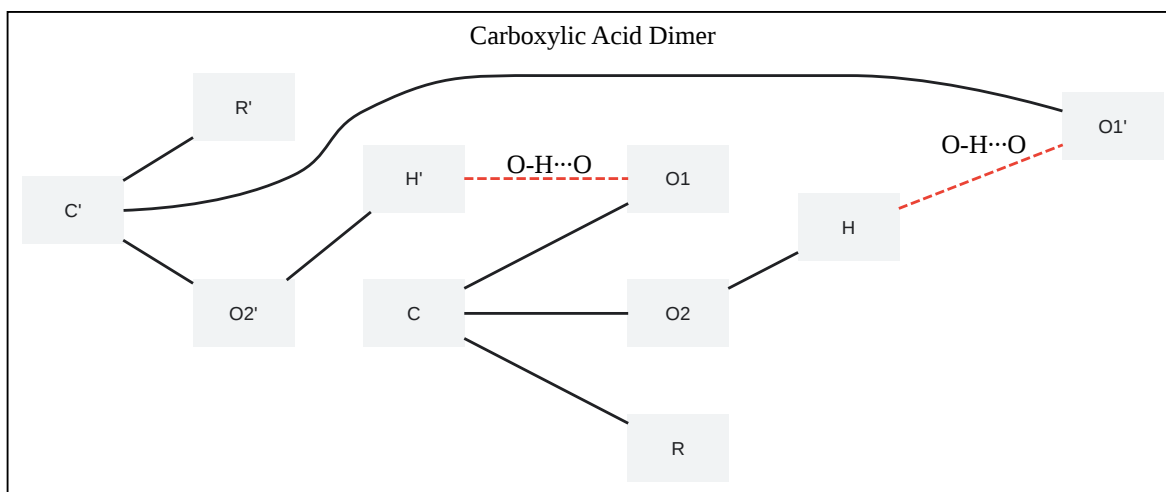 Carboxylic Acid Dimer
R'
O1'
O-H···O
H'
O-H···O
O1
C'
H
O2'
C
O2
R